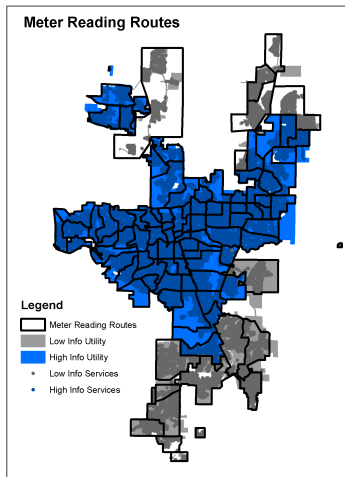 Meter Reading Routes
Legend
Meter Reading Routes
Low Info Utility
High Info Utility
Low Info Services
High Info Services